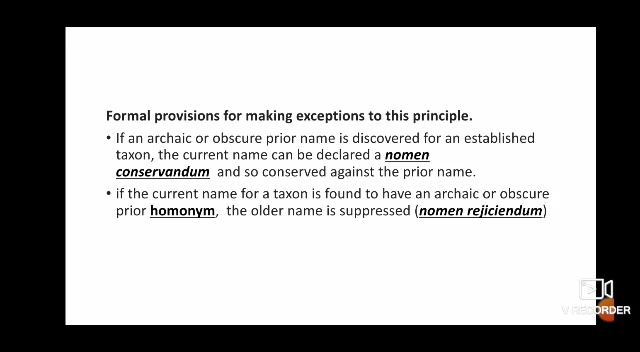 Formal provisions for making exceptions to this principle.
• If an archaic or obscure prior name is discovered for an established
taxon, the current name can be declared a nomen
conservandum and so conserved against the prior name.
• if the current name for a taxon is found to have an archaic or obscure
prior homonym, the older name is suppressed (nomen rejiciendum)
V RECORDER